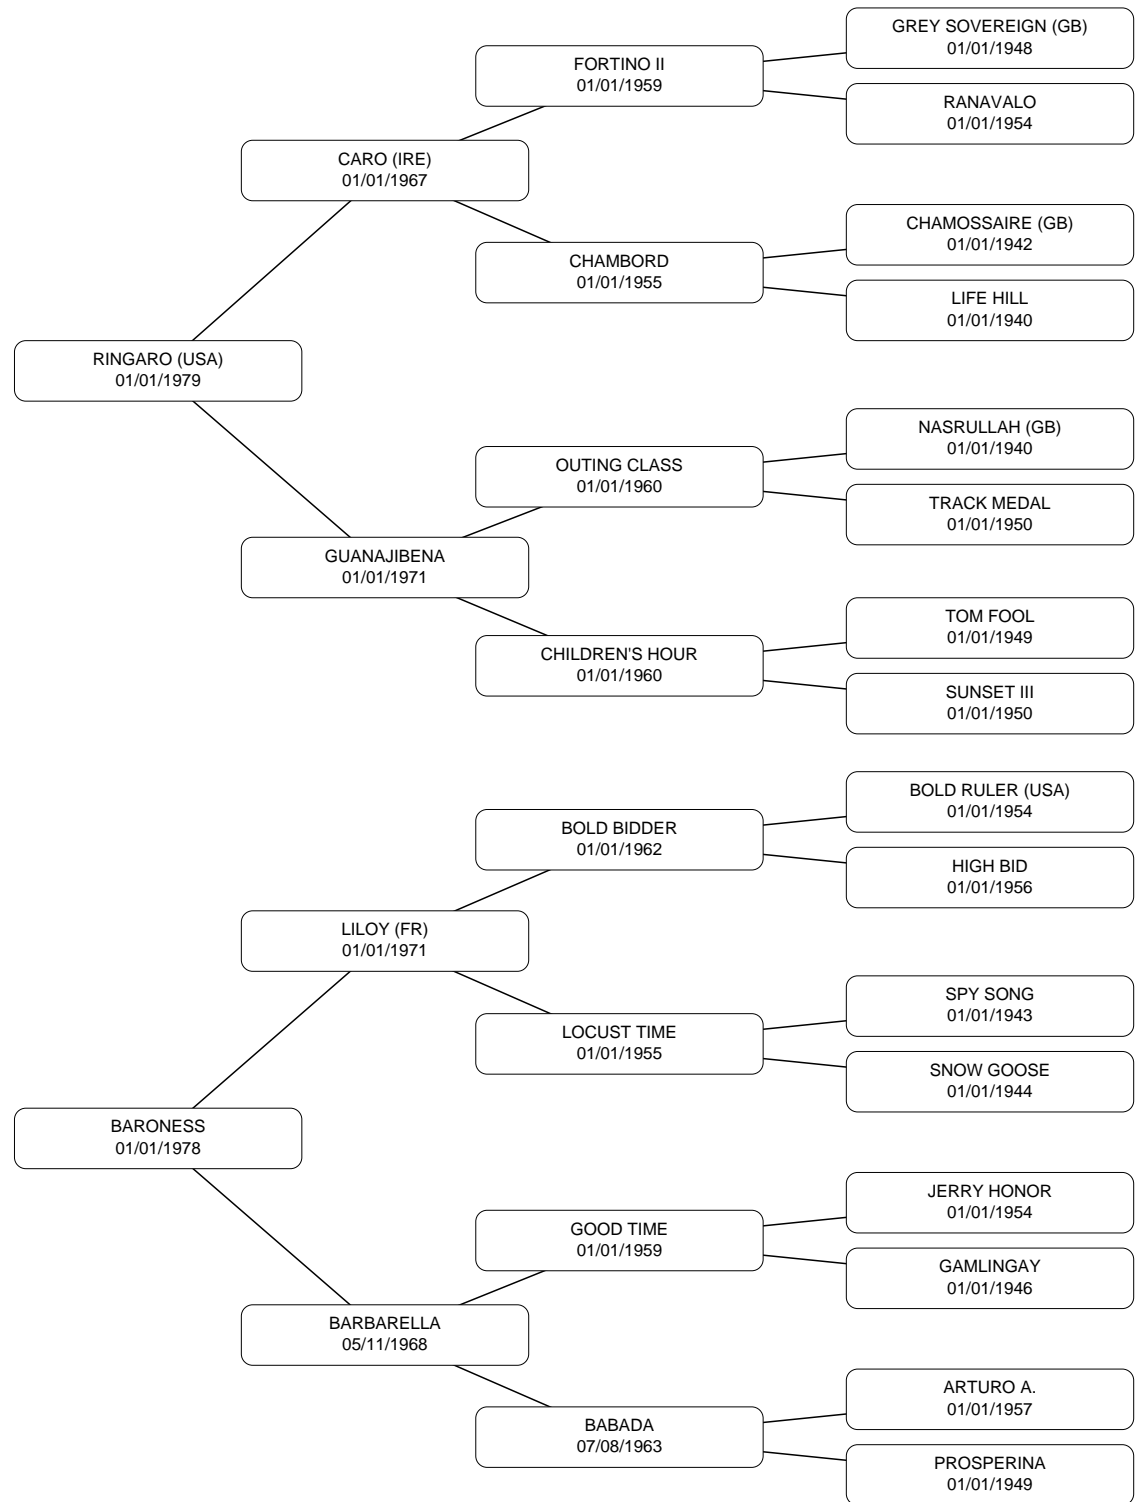 GREY SOVEREIGN (GB)
01/01/1948
FORTINO II
01/01/1959
RANAVALO
01/01/1954
CARO (IRE)
01/01/1967
CHAMOSSAIRE (GB)
01/01/1942
CHAMBORD
01/01/1955
LIFE HILL
01/01/1940
RINGARO (USA)
01/01/1979
NASRULLAH (GB)
01/01/1940
OUTING CLASS
01/01/1960
TRACK MEDAL
01/01/1950
GUANAJIBENA
01/01/1971
TOM FOOL
01/01/1949
CHILDREN'S HOUR
01/01/1960
SUNSET III
01/01/1950
BOLD RULER (USA)
01/01/1954
BOLD BIDDER
01/01/1962
HIGH BID
01/01/1956
LILOY (FR)
01/01/1971
SPY SONG
01/01/1943
LOCUST TIME
01/01/1955
SNOW GOOSE
01/01/1944
BARONESS
01/01/1978
JERRY HONOR
01/01/1954
GOOD TIME
01/01/1959
GAMLINGAY
01/01/1946
BARBARELLA
05/11/1968
ARTURO A.
01/01/1957
BABADA
07/08/1963
PROSPERINA
01/01/1949